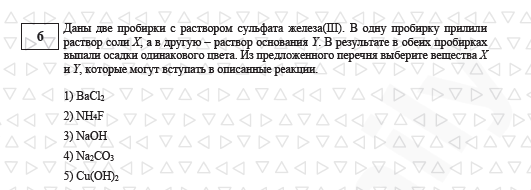 6
Даны две пробирки с раствором сульфата железа(III). В одну пробирку прилили
раствор соли X, а в другую – раствор основания Y. В результате в обеих пробирках
выпали осадки одинакового цвета. Из предложенного перечня выберите вещества X
и Y, которые могут вступать в описанные реакции.
1) BaCl₂
2) NH₄F
3) NaOH
4) Na₂CO₃
5) Cu(OH)₂